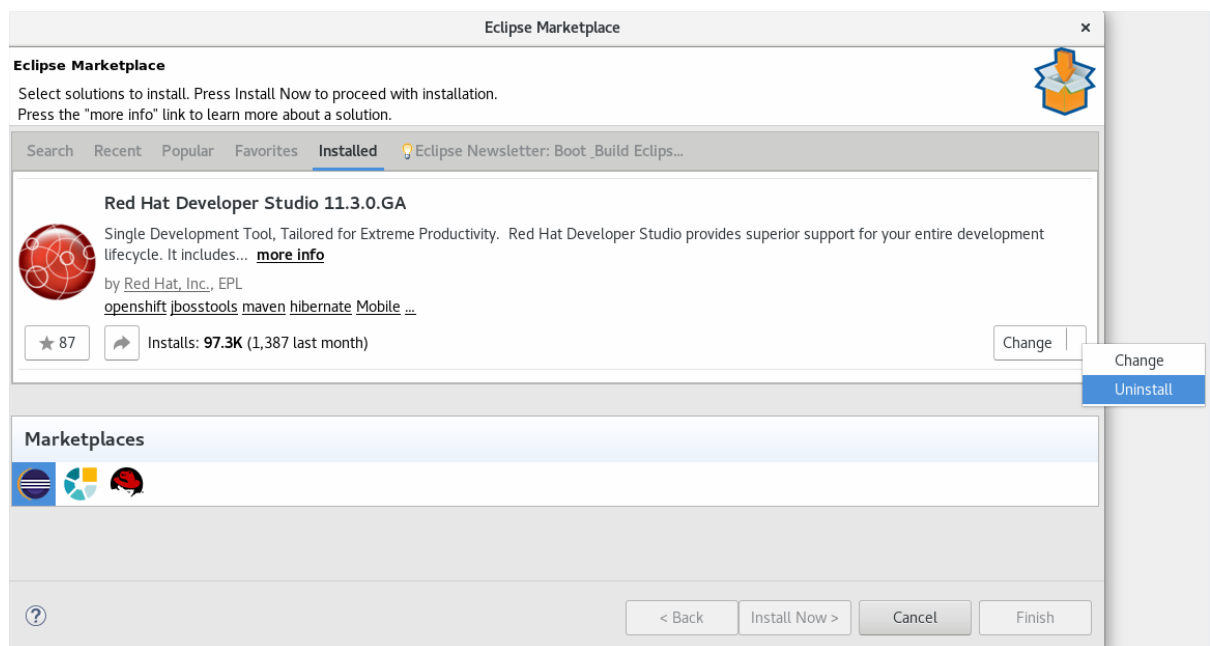 Eclipse Marketplace ×
Eclipse Marketplace
Select solutions to install. Press Install Now to proceed with installation.
Press the "more info" link to learn more about a solution.
Search Recent Popular Favorites Installed Eclipse Newsletter: Boot _Build Eclips...
Red Hat Developer Studio 11.3.0.GA
Single Development Tool, Tailored for Extreme Productivity. Red Hat Developer Studio provides superior support for your entire development
lifecycle. It includes... more info
by Red Hat, Inc., EPL
openshift jbosstools maven hibernate Mobile ...
87 Installs: 97.3K (1,387 last month) Change
Change
Uninstall
Marketplaces
? < Back Install Now > Cancel Finish